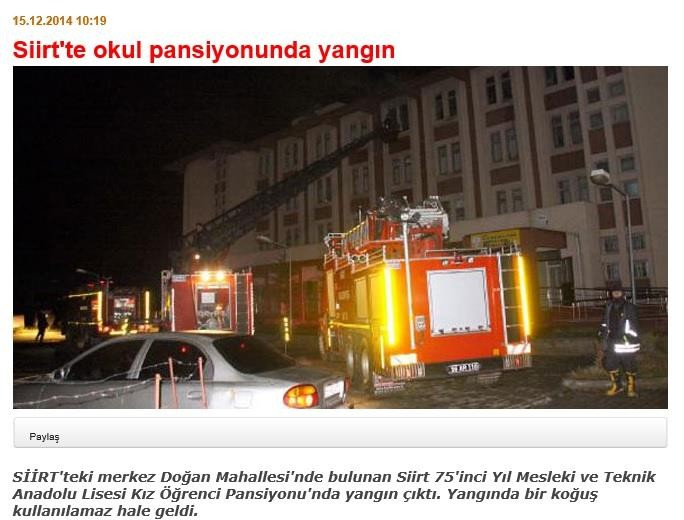 15.12.2014 10:19
Siirt'te okul pansiyonunda yangın
Paylaş
SİİRT'teki merkez Doğan Mahallesi'nde bulunan Siirt 75'inci Yıl Mesleki ve Teknik
Anadolu Lisesi Kız Öğrenci Pansiyonu'nda yangın çıktı. Yangında bir koğuş
kullanılamaz hale geldi.